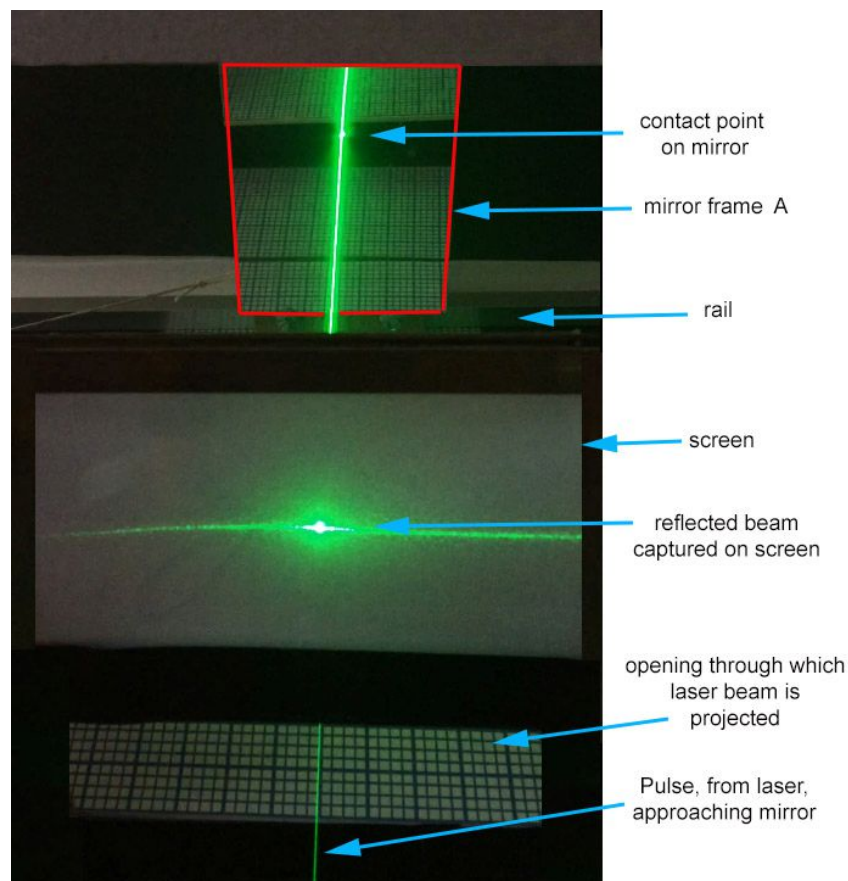 contact point
on mirror
mirror frame A
rail
screen
reflected beam
captured on screen
opening through which
laser beam is
projected
Pulse, from laser,
approaching mirror